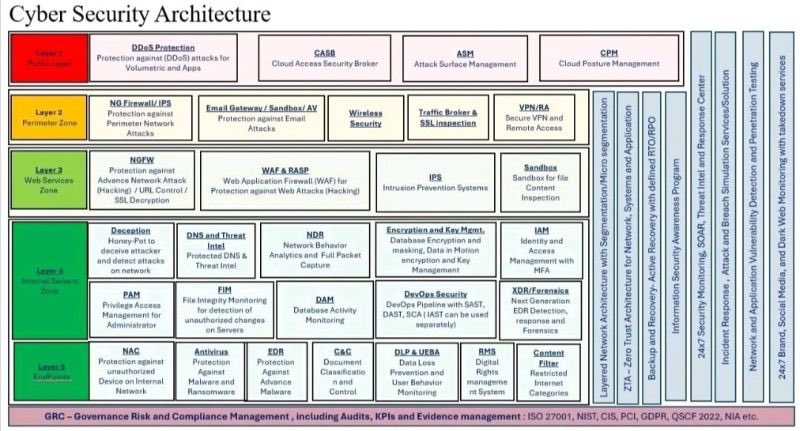 Cyber Security Architecture
Layer 1
Public Layer
DDoS Protection
Protection against (DDoS) attacks for
Volumetric and Apps
CASB
Cloud Access Security Broker
ASM
Attack Surface Management
CPM
Cloud Posture Management
Layer 2
Perimeter Zone
NG Firewall/ IPS
Protection against
Perimeter Network
Attacks
Email Gateway/ Sandbox/ AV
Protection against Email
Attacks
Wireless
Security
Traffic Broker &
SSL inspection
VPN/RA
Secure VPN and
Remote Access
Layer 3
Web Services
Zone
NGFW
Protection against
Advance Network Attack
(Hacking) / URL Control /
SSL Decryption
WAF & RASP
Web Application Firewall (WAF) for
Protection against Web Attacks (Hacking)
IPS
Intrusion Prevention Systems
Sandbox
Sandbox for file
Content
Inspection
Layer 4
Internal Servers
Zone
Deception
Honey-Pot to
deceive attacker
and detect attacks
on network
DNS and Threat
Intel
Protected DNS &
Threat Intel
NDR
Network Behavior
Analytics and Full Packet
Capture
Encryption and Key Mgmt.
Database Encryption and
masking, Data in Motion
encryption and Key
Management
IAM
Identity and
Access
Management with
MFA
PAM
Privilege Access
Management for
Administrator
FIM
File Integrity Monitoring
for detection of
unauthorized changes
on Servers
DAM
Database Activity
Monitoring
DevOps Security
DevOps Pipeline with SAST,
DAST, SCA ( IAST can be used
separately)
XDR/Forensics
Next Generation
EDR Detection,
response and
Forensics
Layer 5
EndPoints
NAC
Protection against
unauthorized
Device on Internal
Network
Antivirus
Protection
Against
Malware and
Ransomware
EDR
Protection
Against
Advance
Malware
C&C
Document
Classificatio
n and
Control
DLP & UEBA
Data Loss
Prevention and
User Behavior
Monitoring
RMS
Digital
Rights
manageme
nt System
Content
Filter
Restricted
Internet
Categories
Layered Network Architecture with Segmentation/Micro segmentation
ZTA – Zero Trust Architecture for Network, Systems and Application
Backup and Recovery- Active Recovery with defined RTO/RPO
Information Security Awareness Program
24x7 Security Monitoring, SOAR, Threat Intel and Response Center
Incident Response , Attack and Breach Simulation Services/Solution
Network and Application Vulnerability Detection and Penetration Testing
24x7 Brand, Social Media, and Dark Web Monitoring with takedown services
GRC – Governance Risk and Compliance Management , including Audits, KPIs and Evidence management : ISO 27001, NIST, CIS, PCI, GDPR, QSCF 2022, NIA etc.